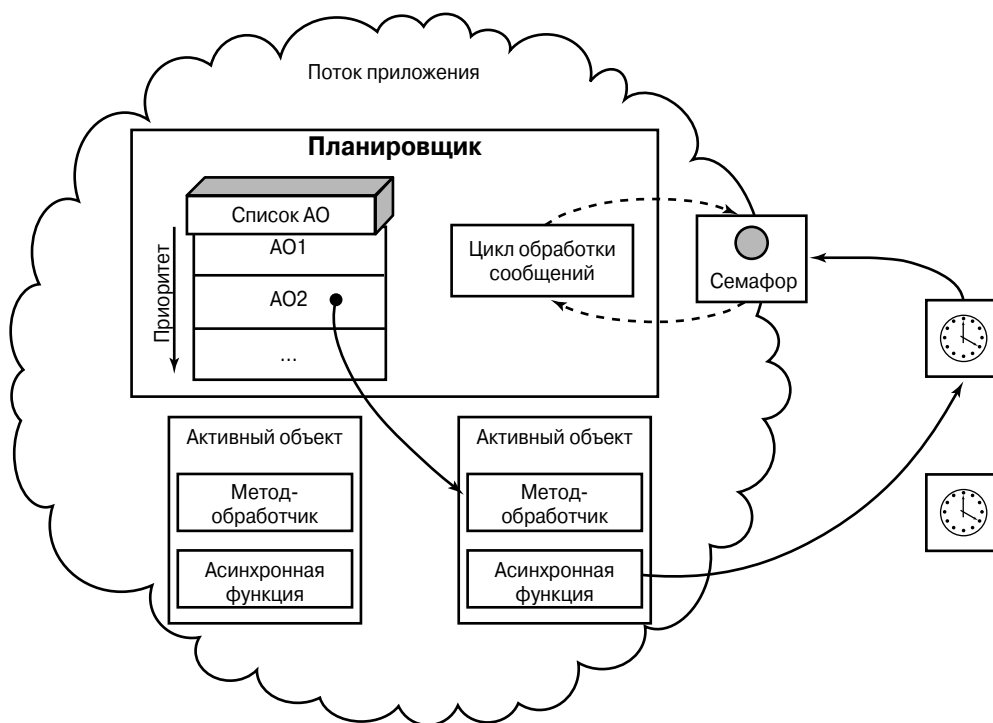 Поток приложения
Планировщик
Список АО
АО1
АО2
...
Приоритет
Цикл обработки
сообщений
Семафор
Активный объект
Метод-
обработчик
Асинхронная
функция
Активный объект
Метод-
обработчик
Асинхронная
функция